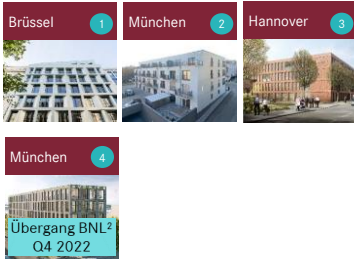 Brüssel 1
München 2
Hannover 3
München 4
Übergang BNL²
Q4 2022